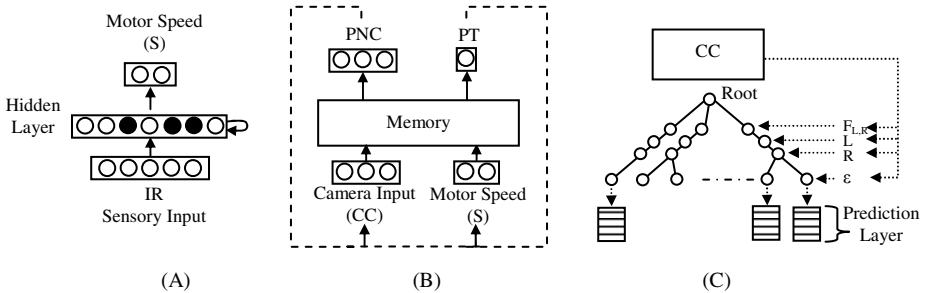 Motor Speed
(S)
Hidden
Layer
IR
Sensory Input
(A)
PNC
PT
Memory
Camera Input
(CC)
Motor Speed
(S)
(B)
CC
Root
F L,R
L
R
ε
Prediction
Layer
(C)